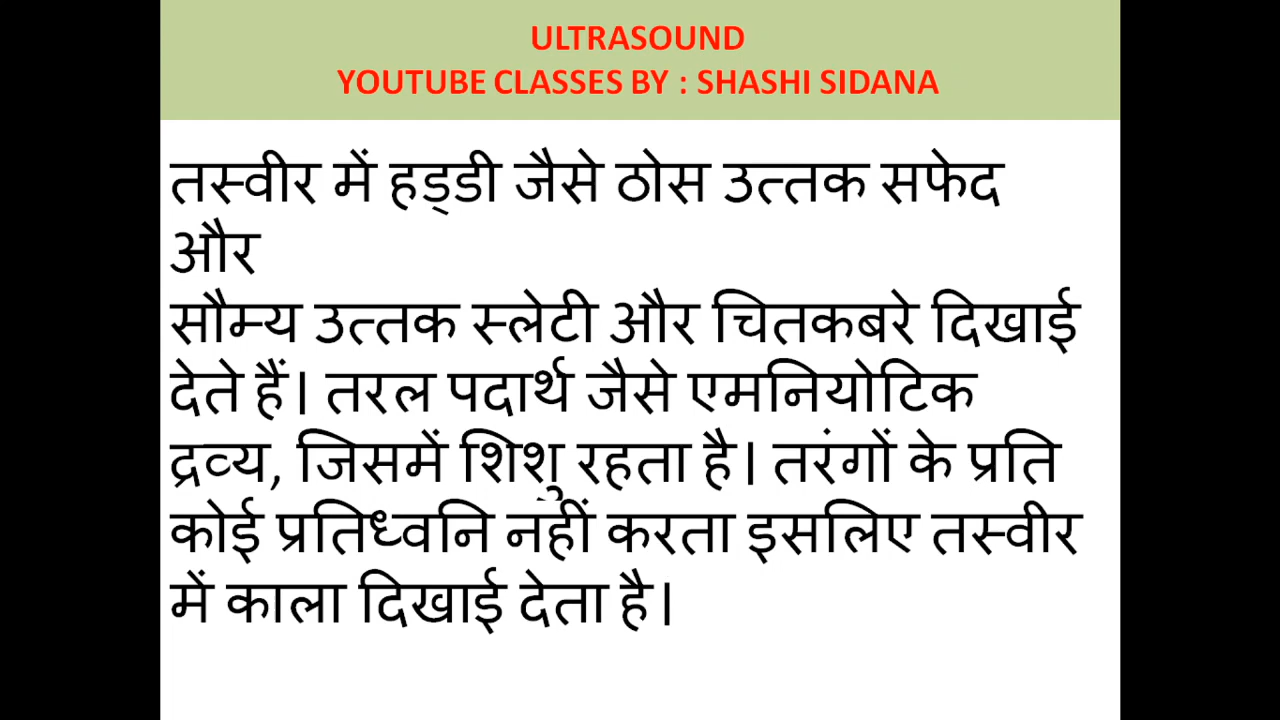 ULTRASOUND
YOUTUBE CLASSES BY : SHASHI SIDANA
तस्वीर में हड्डी जैसे ठोस उत्तक सफेद
और
सौम्य उत्तक स्लेटी और चितकबरे दिखाई
देते हैं। तरल पदार्थ जैसे एमनियोटिक
द्रव्य, जिसमें शिशु रहता है। तरंगों के प्रति
कोई प्रतिध्वनि नहीं करता इसलिए तस्वीर
में काला दिखाई देता है।